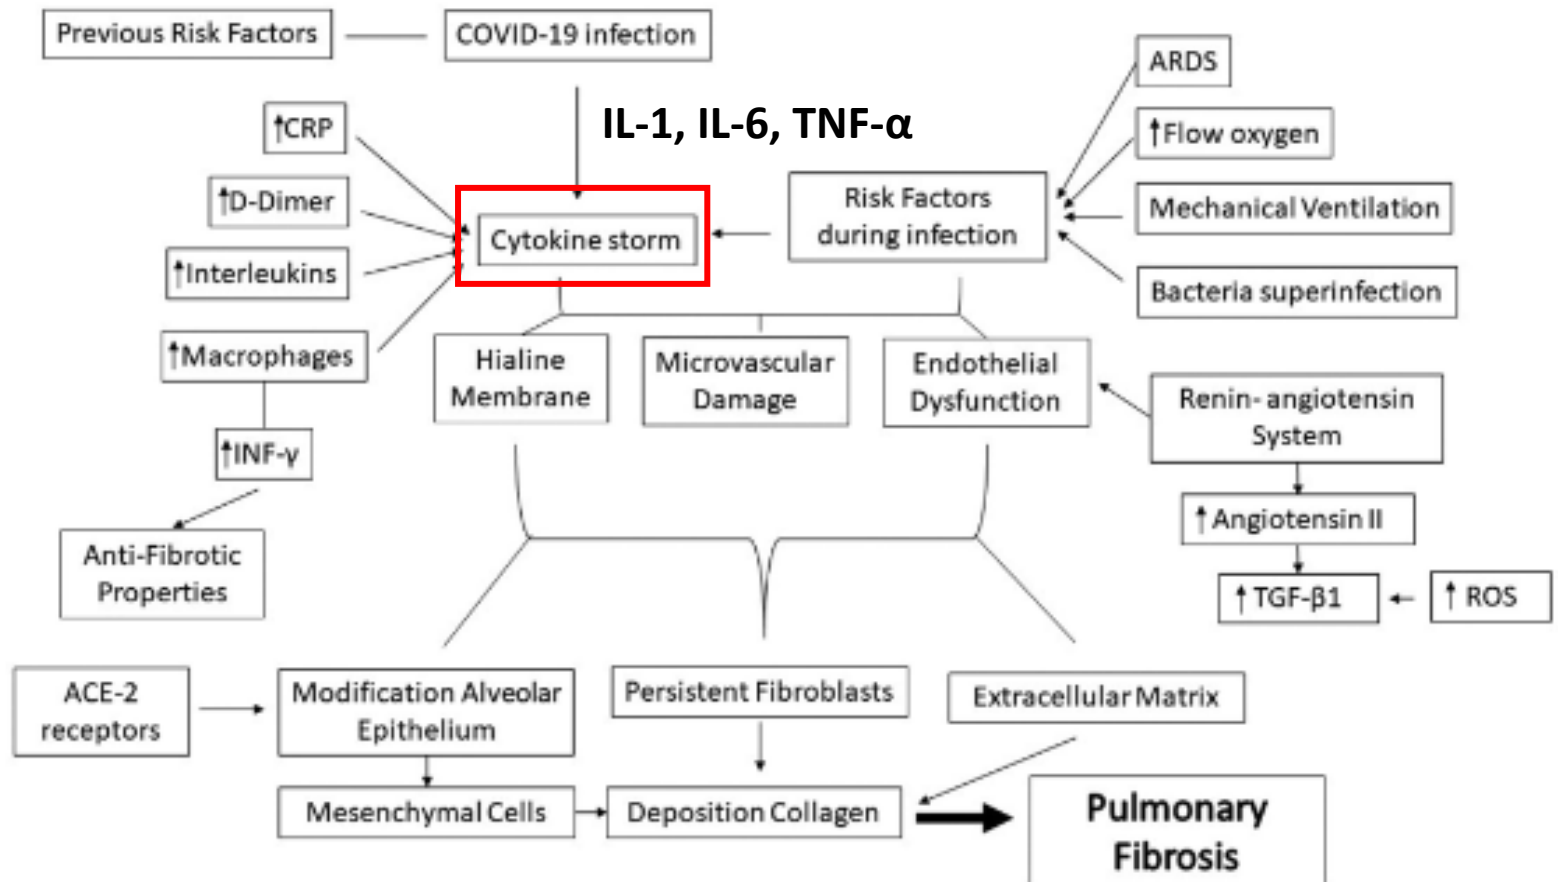 Previous Risk Factors
COVID-19 infection
ARDS
↑CRP
IL-1, IL-6, TNF-α
↑Flow oxygen
↑D-Dimer
Cytokine storm
Risk Factors
during infection
Mechanical Ventilation
↑Interleukins
Bacteria superinfection
↑Macrophages
Hialine
Membrane
Microvascular
Damage
Endothelial
Dysfunction
Renin- angiotensin
System
↑INF-γ
↑Angiotensin II
Anti-Fibrotic
Properties
↑TGF-β1
↑ ROS
ACE-2
receptors
Modification Alveolar
Epithelium
Persistent Fibroblasts
Extracellular Matrix
Mesenchymal Cells
Deposition Collagen
Pulmonary
Fibrosis